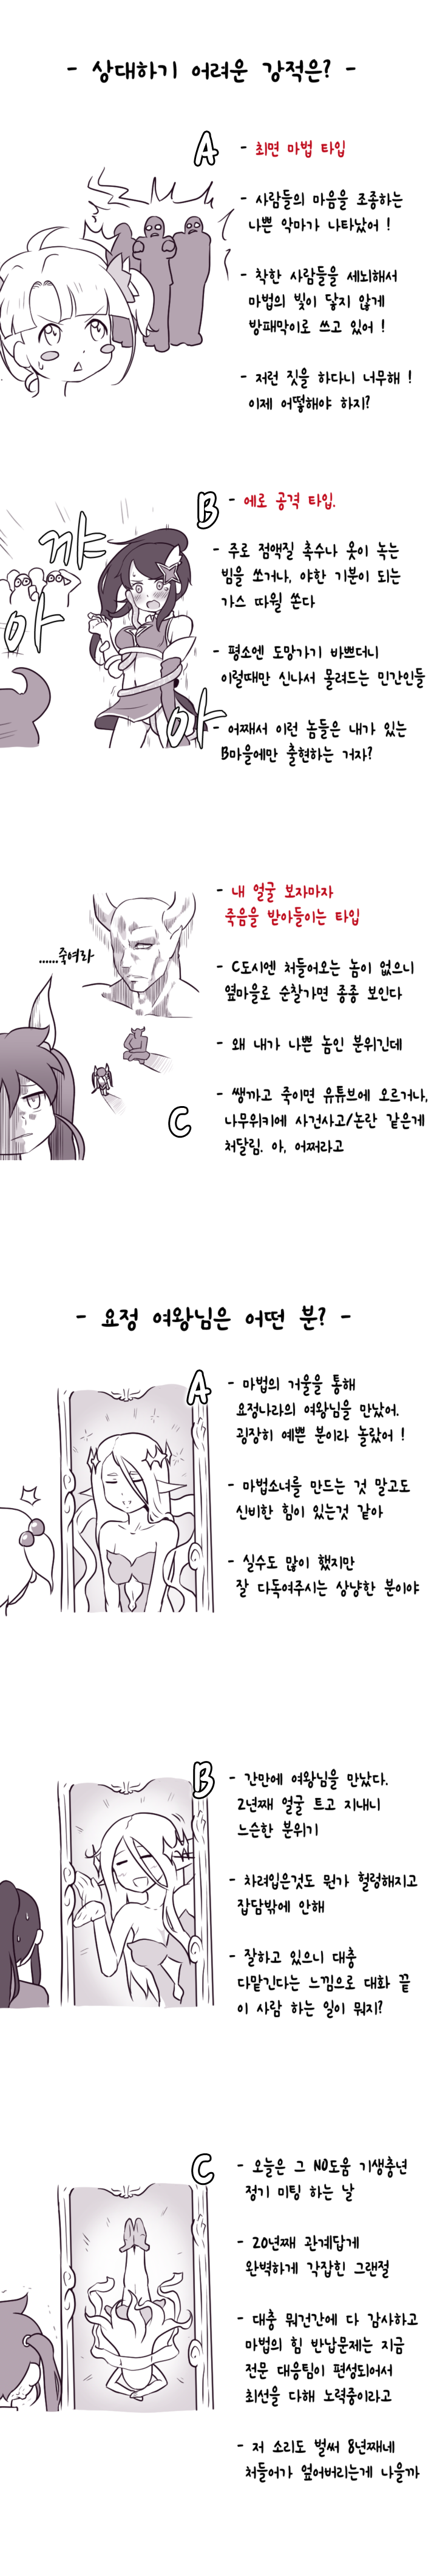 - 상대하기 어려운 강적은? -
A
- 최면 마법 타입
- 사람들의 마음을 조종하는
나쁜 악마가 나타났어 !
- 착한 사람들을 세뇌해서
마법의 빛이 닿지 않게
방패막이로 쓰고 있어 !
- 저런 짓을 하다니 너무해 !
이제 어떻해야 하지?
B
- 에로 공격 타입.
꺄
아
아
- 주로 점액질 촉수나 옷이 녹는
빔을 쏘거나, 야한 기분이 되는
가스 따윌 쏜다
- 평소엔 도망가기 바쁘더니
이럴때만 신나서 몰려드는 민간인들
- 어째서 이런 놈들은 내가 있는
B마을에만 출현하는 거자?
- 내 얼굴 보자마자
죽음을 받아들이는 타입
......죽여라
- C도시엔 처들어오는 놈이 없으니
옆마을로 순찰가면 종종 보인다
- 왜 내가 나쁜 놈인 분위긴데
- 쌩까고 죽이면 유튜브에 오르거나,
나무위키에 사건사고/논란 같은게
처달림. 아, 어쩌라고
C
- 요정 여왕님은 어떤 분? -
A
- 마법의 거울을 통해
요정나라의 여왕님을 만났어.
굉장히 예쁜 분이라 놀랐어 !
- 마법소녀를 만드는 것 말고도
신비한 힘이 있는것 같아
- 실수도 많이 했지만
잘 다독여주시는 상냥한 분이야
B
- 간만에 여왕님을 만났다.
2년째 얼굴 트고 지내니
느슨한 분위기
- 차려입은것도 뭔가 헐렁해지고
잡담밖에 안해
- 잘하고 있으니 대충
다맡긴다는 느낌으로 대화 끝
이 사람 하는 일이 뭐지?
C
- 오늘은 그 NO도움 기생충년
정기 미팅 하는 날
- 20년째 관계답게
완벽하게 각잡힌 그랜절
- 대충 뭐건간에 다 감사하고
마법의 힘 반납문제는 지금
전문 대응팀이 편성되어서
최선을 다해 노력중이라고
- 저 소리도 벌써 8년째네
처들어가 엎어버리는게 나을까